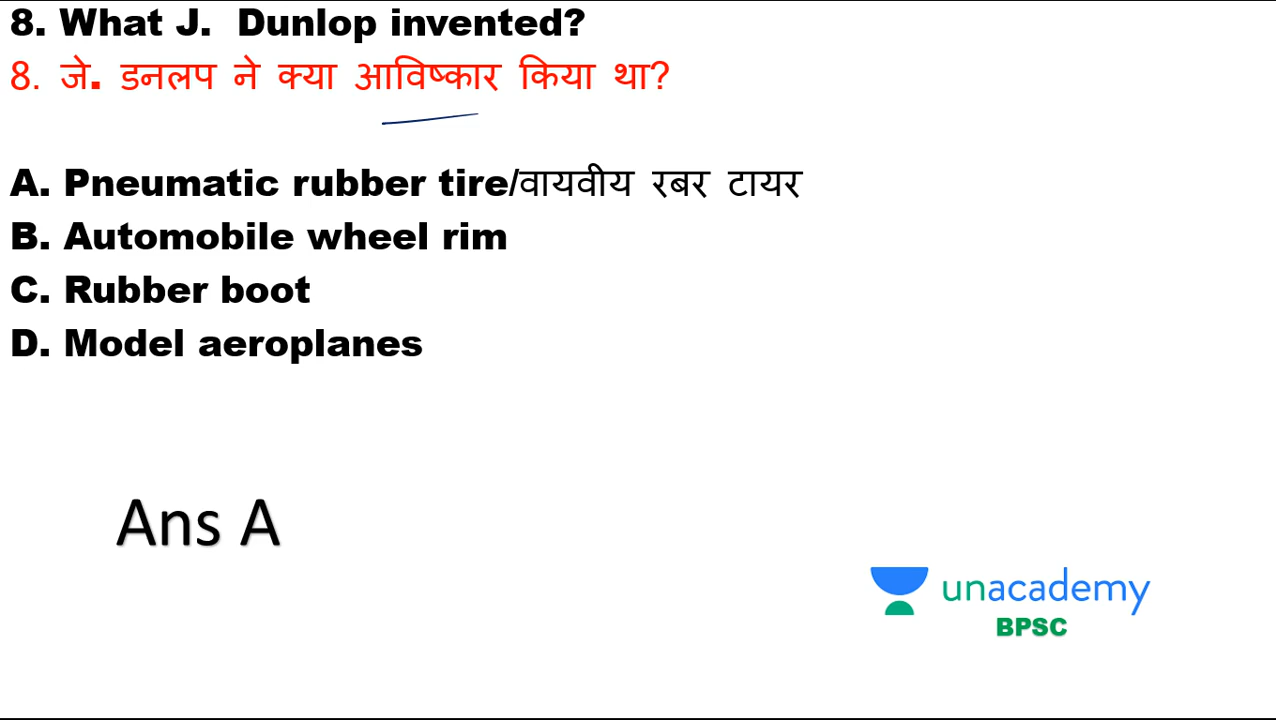 8. What J. Dunlop invented?
8. जे. डनलप ने क्या आविष्कार किया था?
A. Pneumatic rubber tire/वायवीय रबर टायर
B. Automobile wheel rim
C. Rubber boot
D. Model aeroplanes
Ans A
unacademy
BPSC